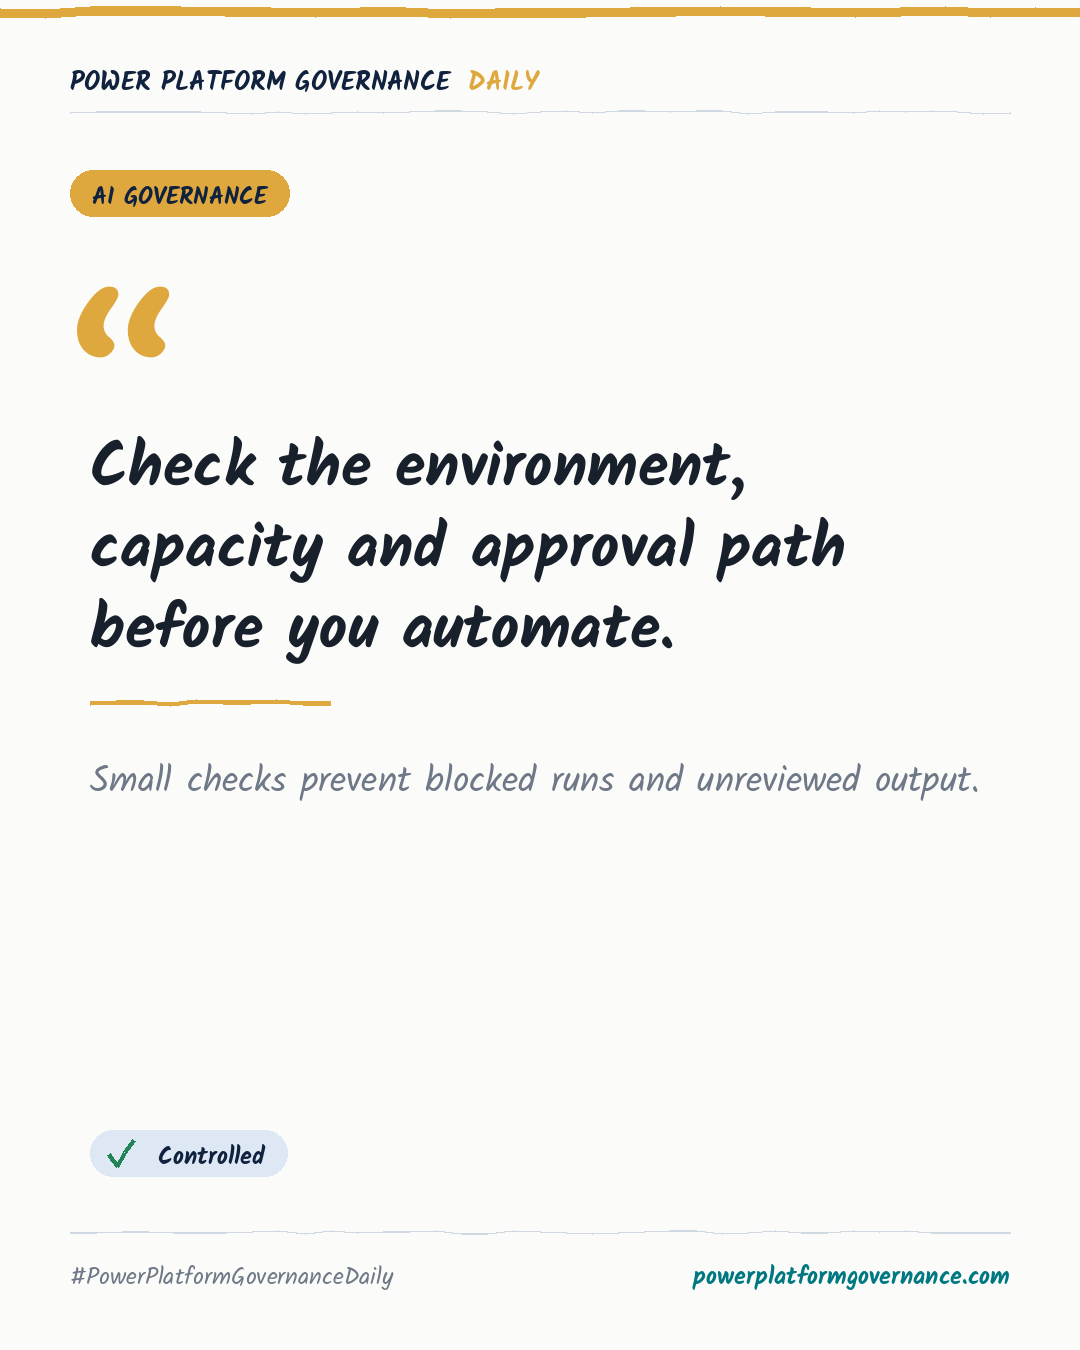 POWER PLATFORM GOVERNANCE DAILY
AI GOVERNANCE
“
Check the environment,
capacity and approval path
before you automate.
Small checks prevent blocked runs and unreviewed output.
✓ Controlled
#PowerPlatformGovernanceDaily
powerplatformgovernance.com